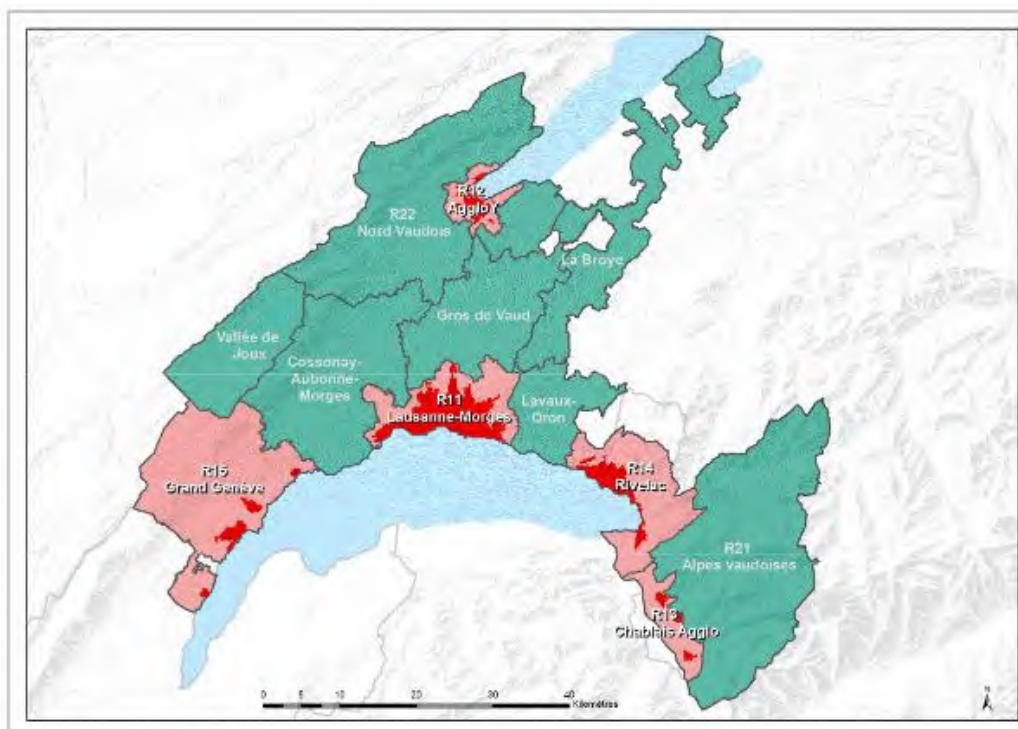 R12
AggloY
R22
Nord Vaudois
La Broye
Gros de Vaud
Vallée de
Joux
Cossonay-
Aubonne-
Morges
R11
Lausanne-Morges
Lavaux-
Oron
R14
Rivelac
R15
Grand Genève
R21
Alpes vaudoises
R13
Chablais Agglo
0 5 10 20 30 40
Kilomètres
N